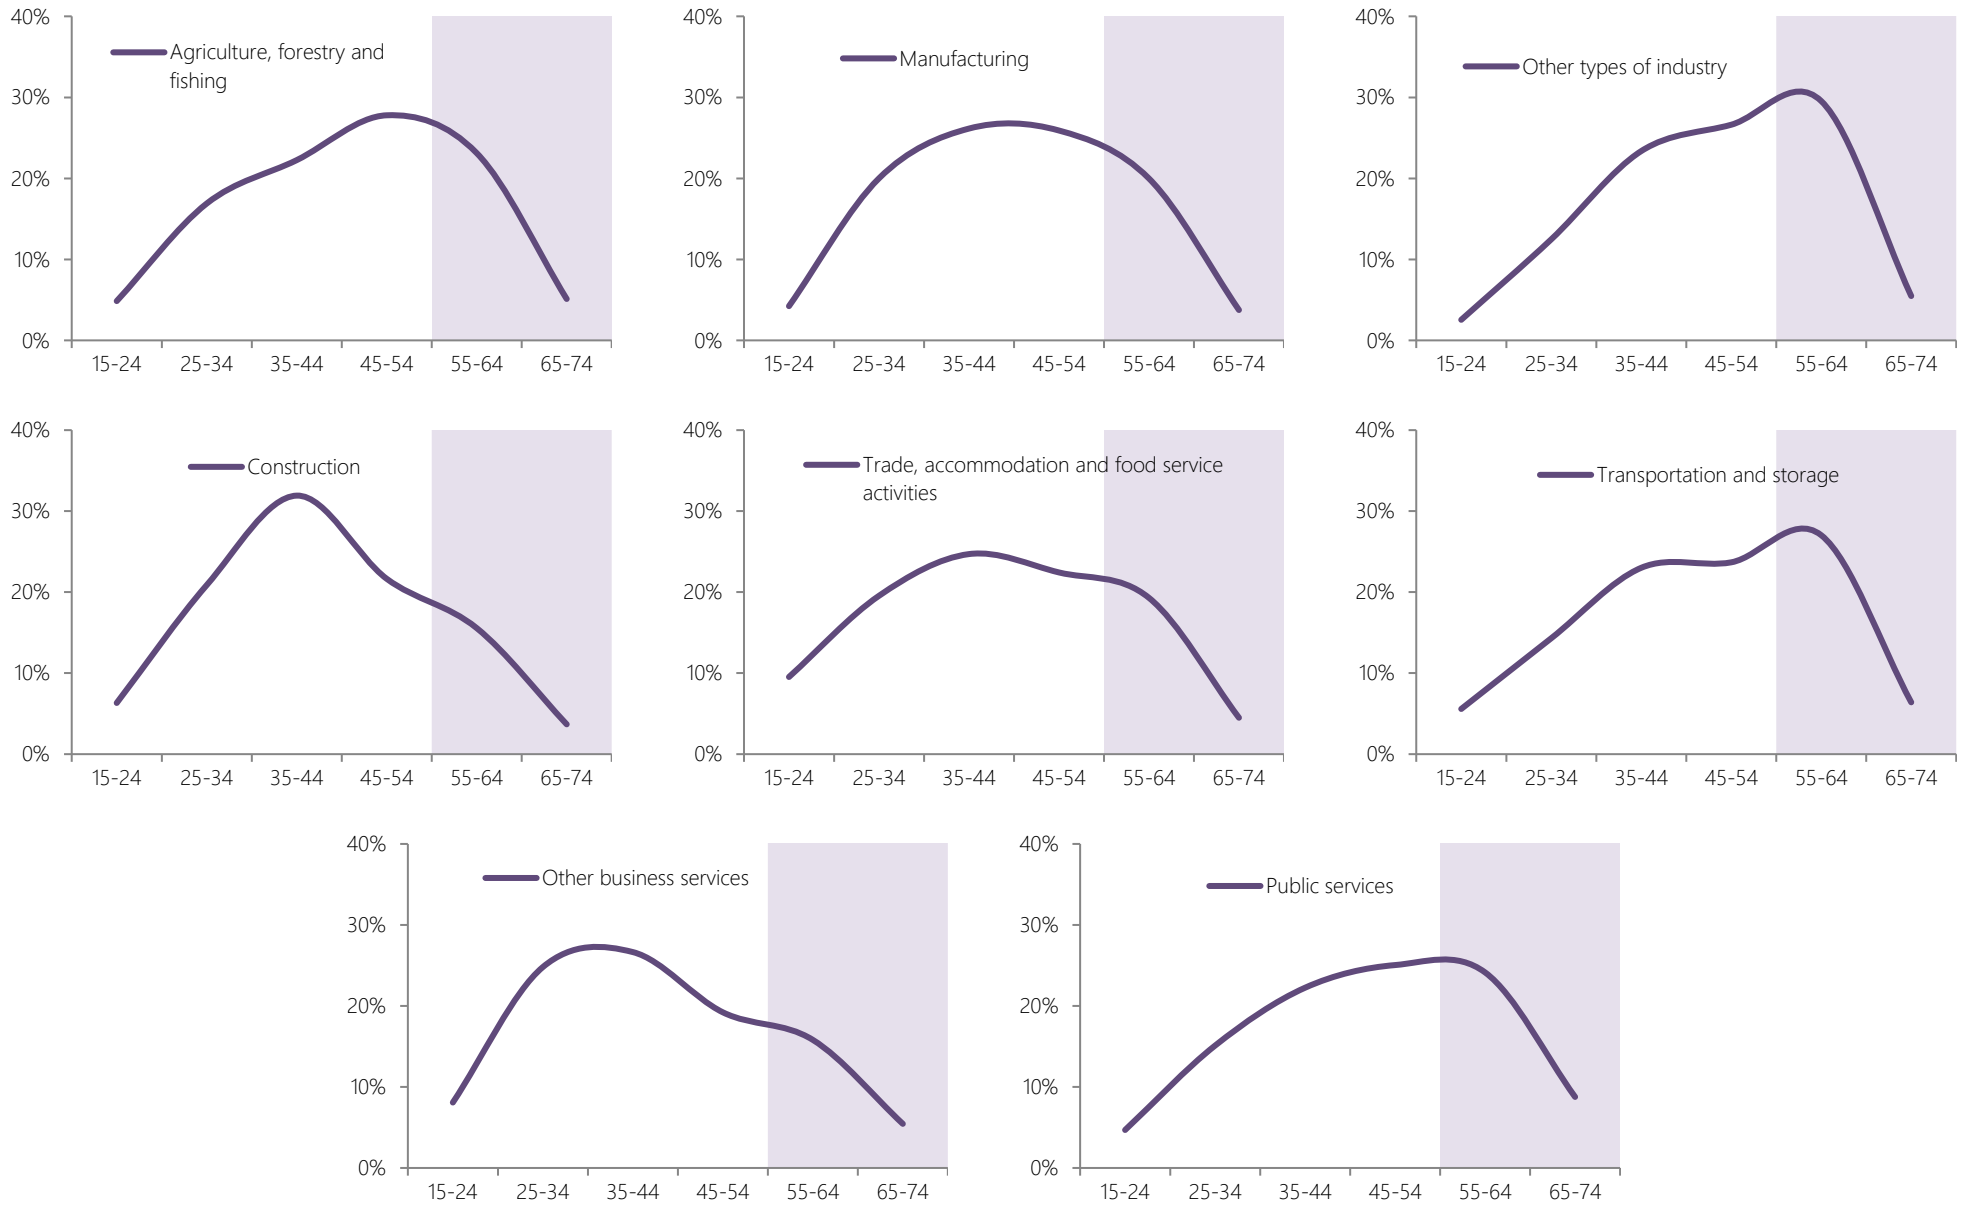 40%
Agriculture, forestry and
fishing
30%
20%
10%
0%
15-24 25-34 35-44 45-54 55-64 65-74
40%
Manufacturing
30%
20%
10%
0%
15-24 25-34 35-44 45-54 55-64 65-74
40%
Other types of industry
30%
20%
10%
0%
15-24 25-34 35-44 45-54 55-64 65-74
40%
Construction
30%
20%
10%
0%
15-24 25-34 35-44 45-54 55-64 65-74
40%
Trade, accommodation and food service
activities
30%
20%
10%
0%
15-24 25-34 35-44 45-54 55-64 65-74
40%
Transportation and storage
30%
20%
10%
0%
15-24 25-34 35-44 45-54 55-64 65-74
40%
Other business services
30%
20%
10%
0%
15-24 25-34 35-44 45-54 55-64 65-74
40%
Public services
30%
20%
10%
0%
15-24 25-34 35-44 45-54 55-64 65-74